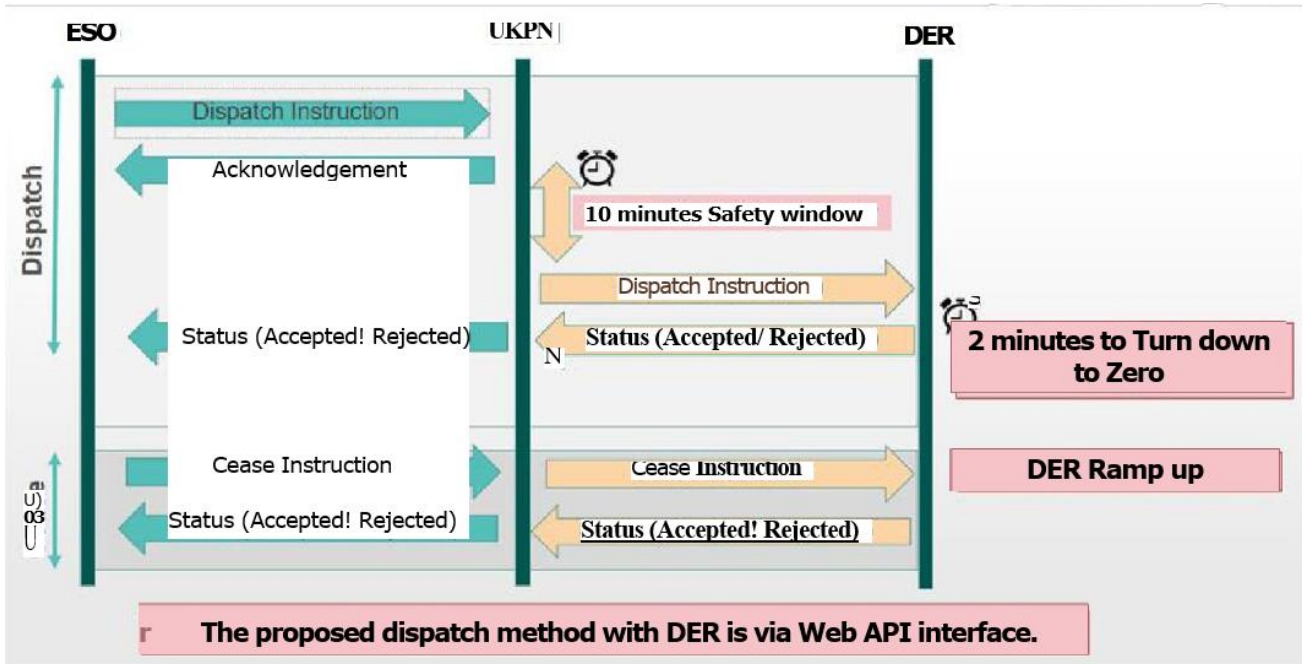 ESO
UKPN
DER
Dispatch
Dispatch Instruction
Acknowledgement
10 minutes Safety window
Dispatch Instruction
Status (Accepted! Rejected)
Status (Accepted/ Rejected)
N
2 minutes to Turn down
to Zero
Cease Instruction
Cease Instruction
DER Ramp up
Status (Accepted! Rejected)
Status (Accepted! Rejected)
r The proposed dispatch method with DER is via Web API interface.